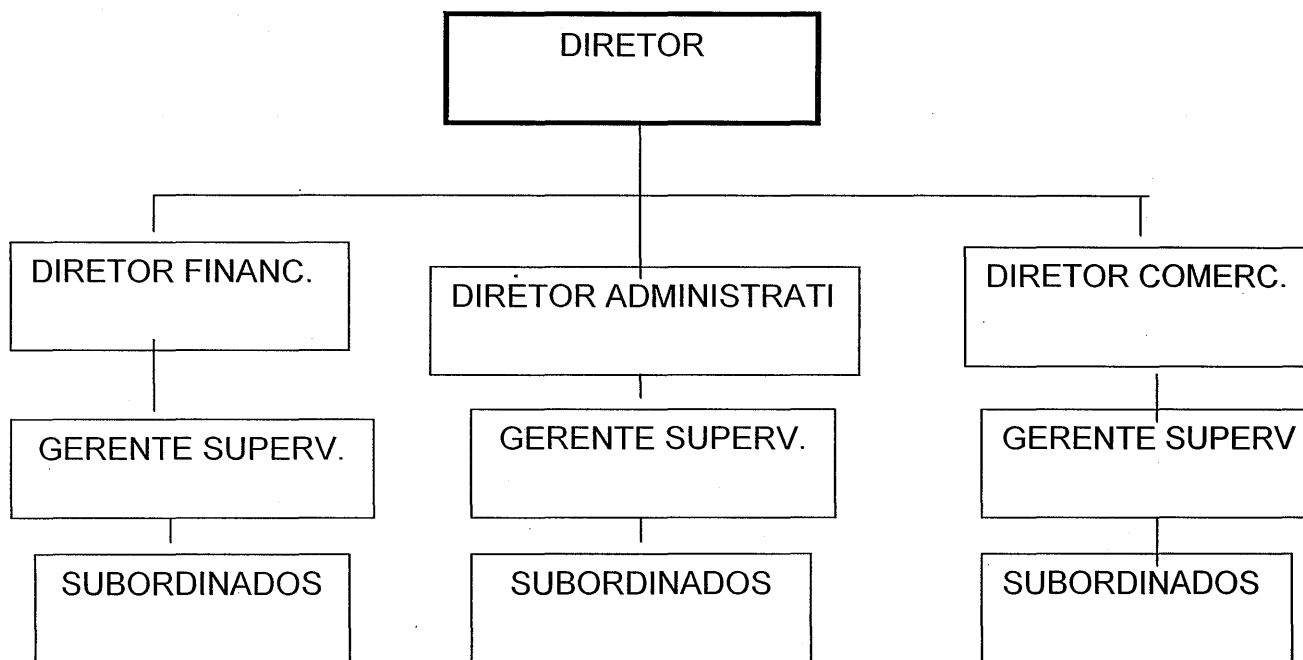 DIRETOR
DIRETOR FINANC.
DIRETOR ADMINISTRATI
DIRETOR COMERC.
GERENTE SUPERV.
GERENTE SUPERV.
GERENTE SUPERV
SUBORDINADOS
SUBORDINADOS
SUBORDINADOS